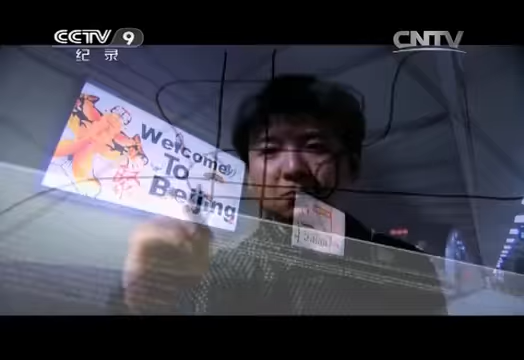 CCTV 9
纪 录
CNTV
Welcome
To
Beijing